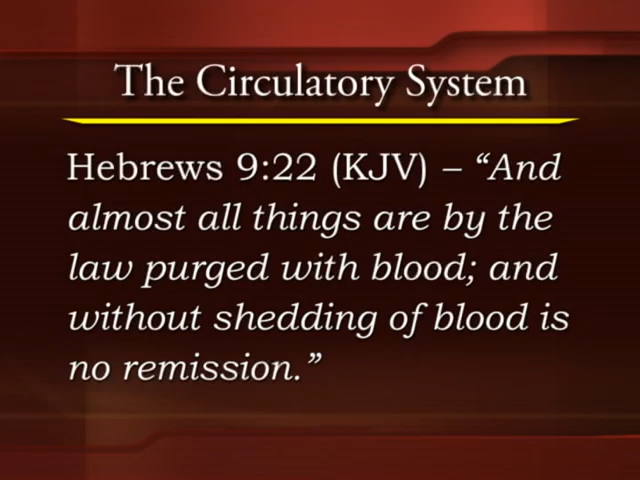 The Circulatory System
Hebrews 9:22 (KJV) – “And
almost all things are by the
law purged with blood; and
without shedding of blood is
no remission.”